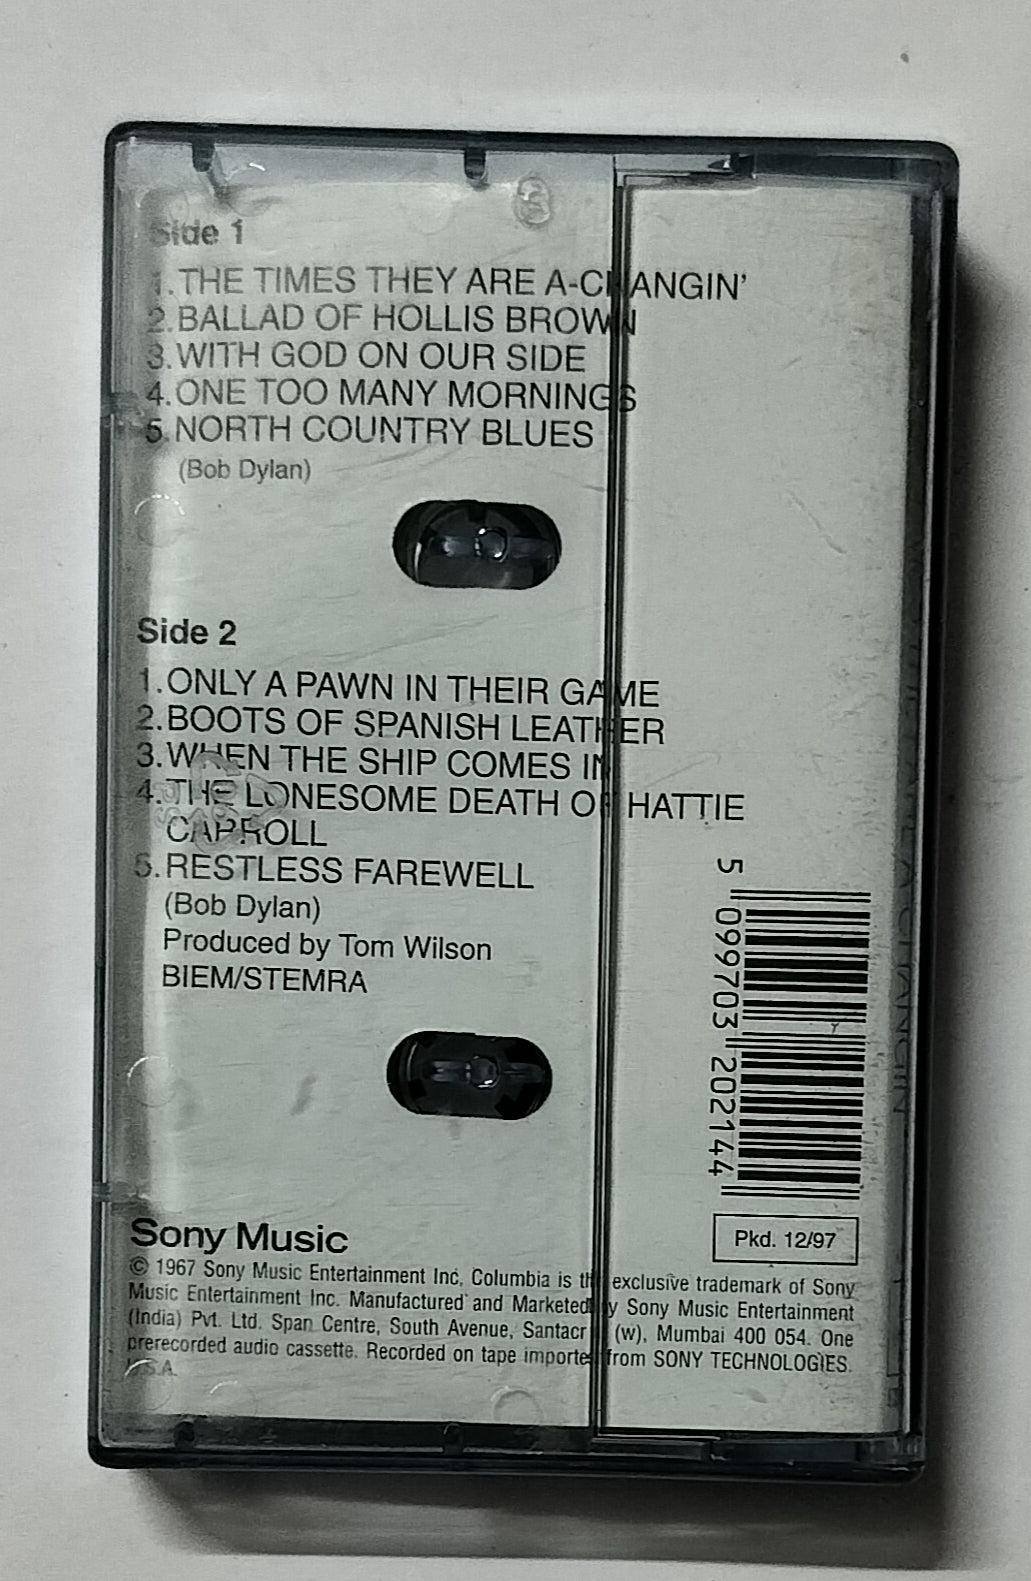 Side 1
1. THE TIMES THEY ARE A-CHANGIN'
2. BALLAD OF HOLLIS BROWN
3. WITH GOD ON OUR SIDE
4. ONE TOO MANY MORNINGS
5. NORTH COUNTRY BLUES
(Bob Dylan)
Side 2
1. ONLY A PAWN IN THEIR GAME
2. BOOTS OF SPANISH LEATHER
3. WHEN THE SHIP COMES IN
4. THE LONESOME DEATH OF HATTIE
CARROLL
5. RESTLESS FAREWELL
(Bob Dylan)
Produced by Tom Wilson
BIEM/STEMRA
5 099703 202144
Pkd. 12/97
Sony Music
© 1967 Sony Music Entertainment Inc, Columbia is the exclusive trademark of Sony
Music Entertainment Inc. Manufactured and Marketed by Sony Music Entertainment
(India) Pvt. Ltd. Span Centre, South Avenue, Santacruz (w), Mumbai 400 054. One
prerecorded audio cassette. Recorded on tape imported from SONY TECHNOLOGIES.
U.S.A.